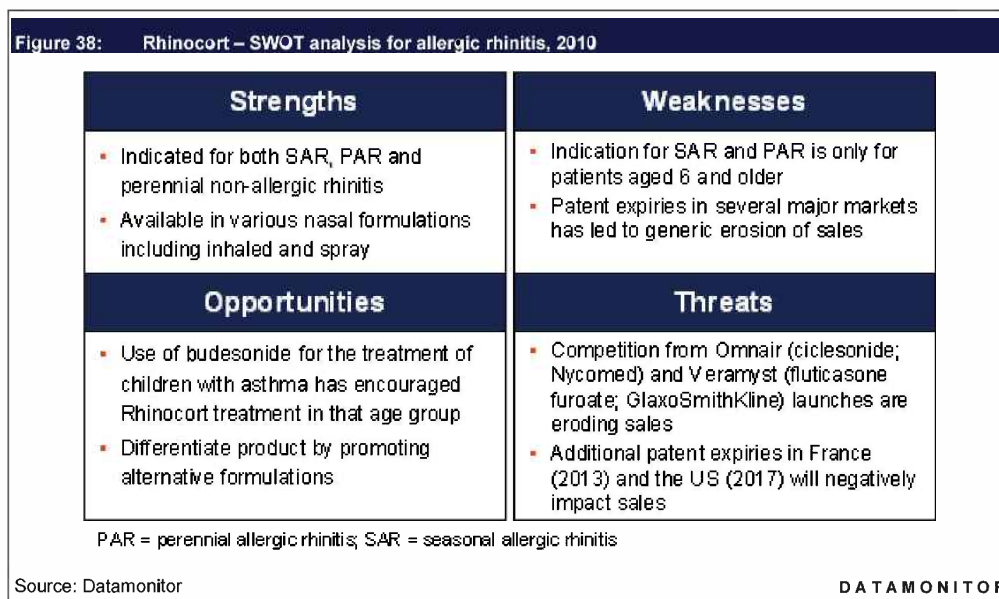 Figure 38: Rhinocort – SWOT analysis for allergic rhinitis, 2010
Strengths
▪ Indicated for both SAR, PAR and
perennial non-allergic rhinitis
▪ Available in various nasal formulations
including inhaled and spray
Weaknesses
▪ Indication for SAR and PAR is only for
patients aged 6 and older
▪ Patent expiries in several major markets
has led to generic erosion of sales
Opportunities
▪ Use of budesonide for the treatment of
children with asthma has encouraged
Rhinocort treatment in that age group
▪ Differentiate product by promoting
alternative formulations
Threats
▪ Competition from Omnair (ciclesonide;
Nycomed) and Veramyst (fluticasone
furoate; GlaxoSmithKline) launches are
eroding sales
▪ Additional patent expiries in France
(2013) and the US (2017) will negatively
impact sales
PAR = perennial allergic rhinitis; SAR = seasonal allergic rhinitis
Source: Datamonitor
DATAMONITOR